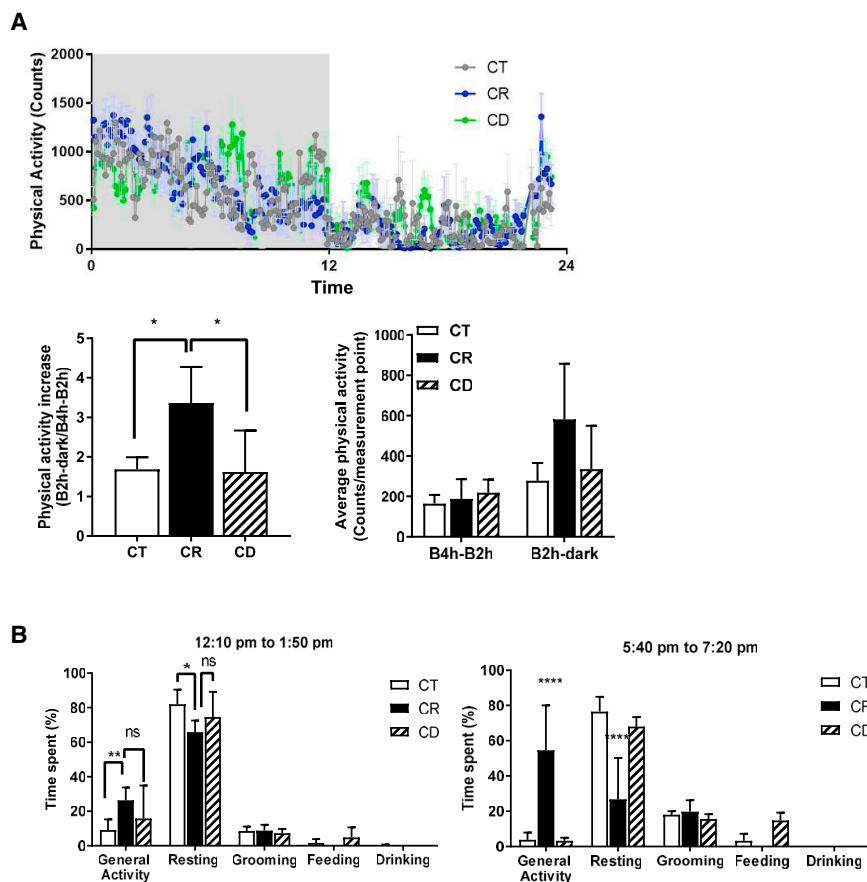 A
Physical Activity (Counts)
2000
1500
1000
500
0
CT
CR
CD
0
12
24
Time
Physical activity increase
(B2h-dark/B4h-B2h)
5
4
3
2
1
0
*
*
CT
CR
CD
Average physical activity
(Counts/measurement point)
1000
800
600
400
200
0
CT
CR
CD
B4h-B2h
B2h-dark
B
12:10 pm to 1:50 pm
Time spent (%)
100
80
60
40
20
0
**
ns
*
ns
CT
CR
CD
General
Activity
Resting
Grooming
Feeding
Drinking
5:40 pm to 7:20 pm
Time spent (%)
100
80
60
40
20
0
****
****
CT
CR
CD
General
Activity
Resting
Grooming
Feeding
Drinking